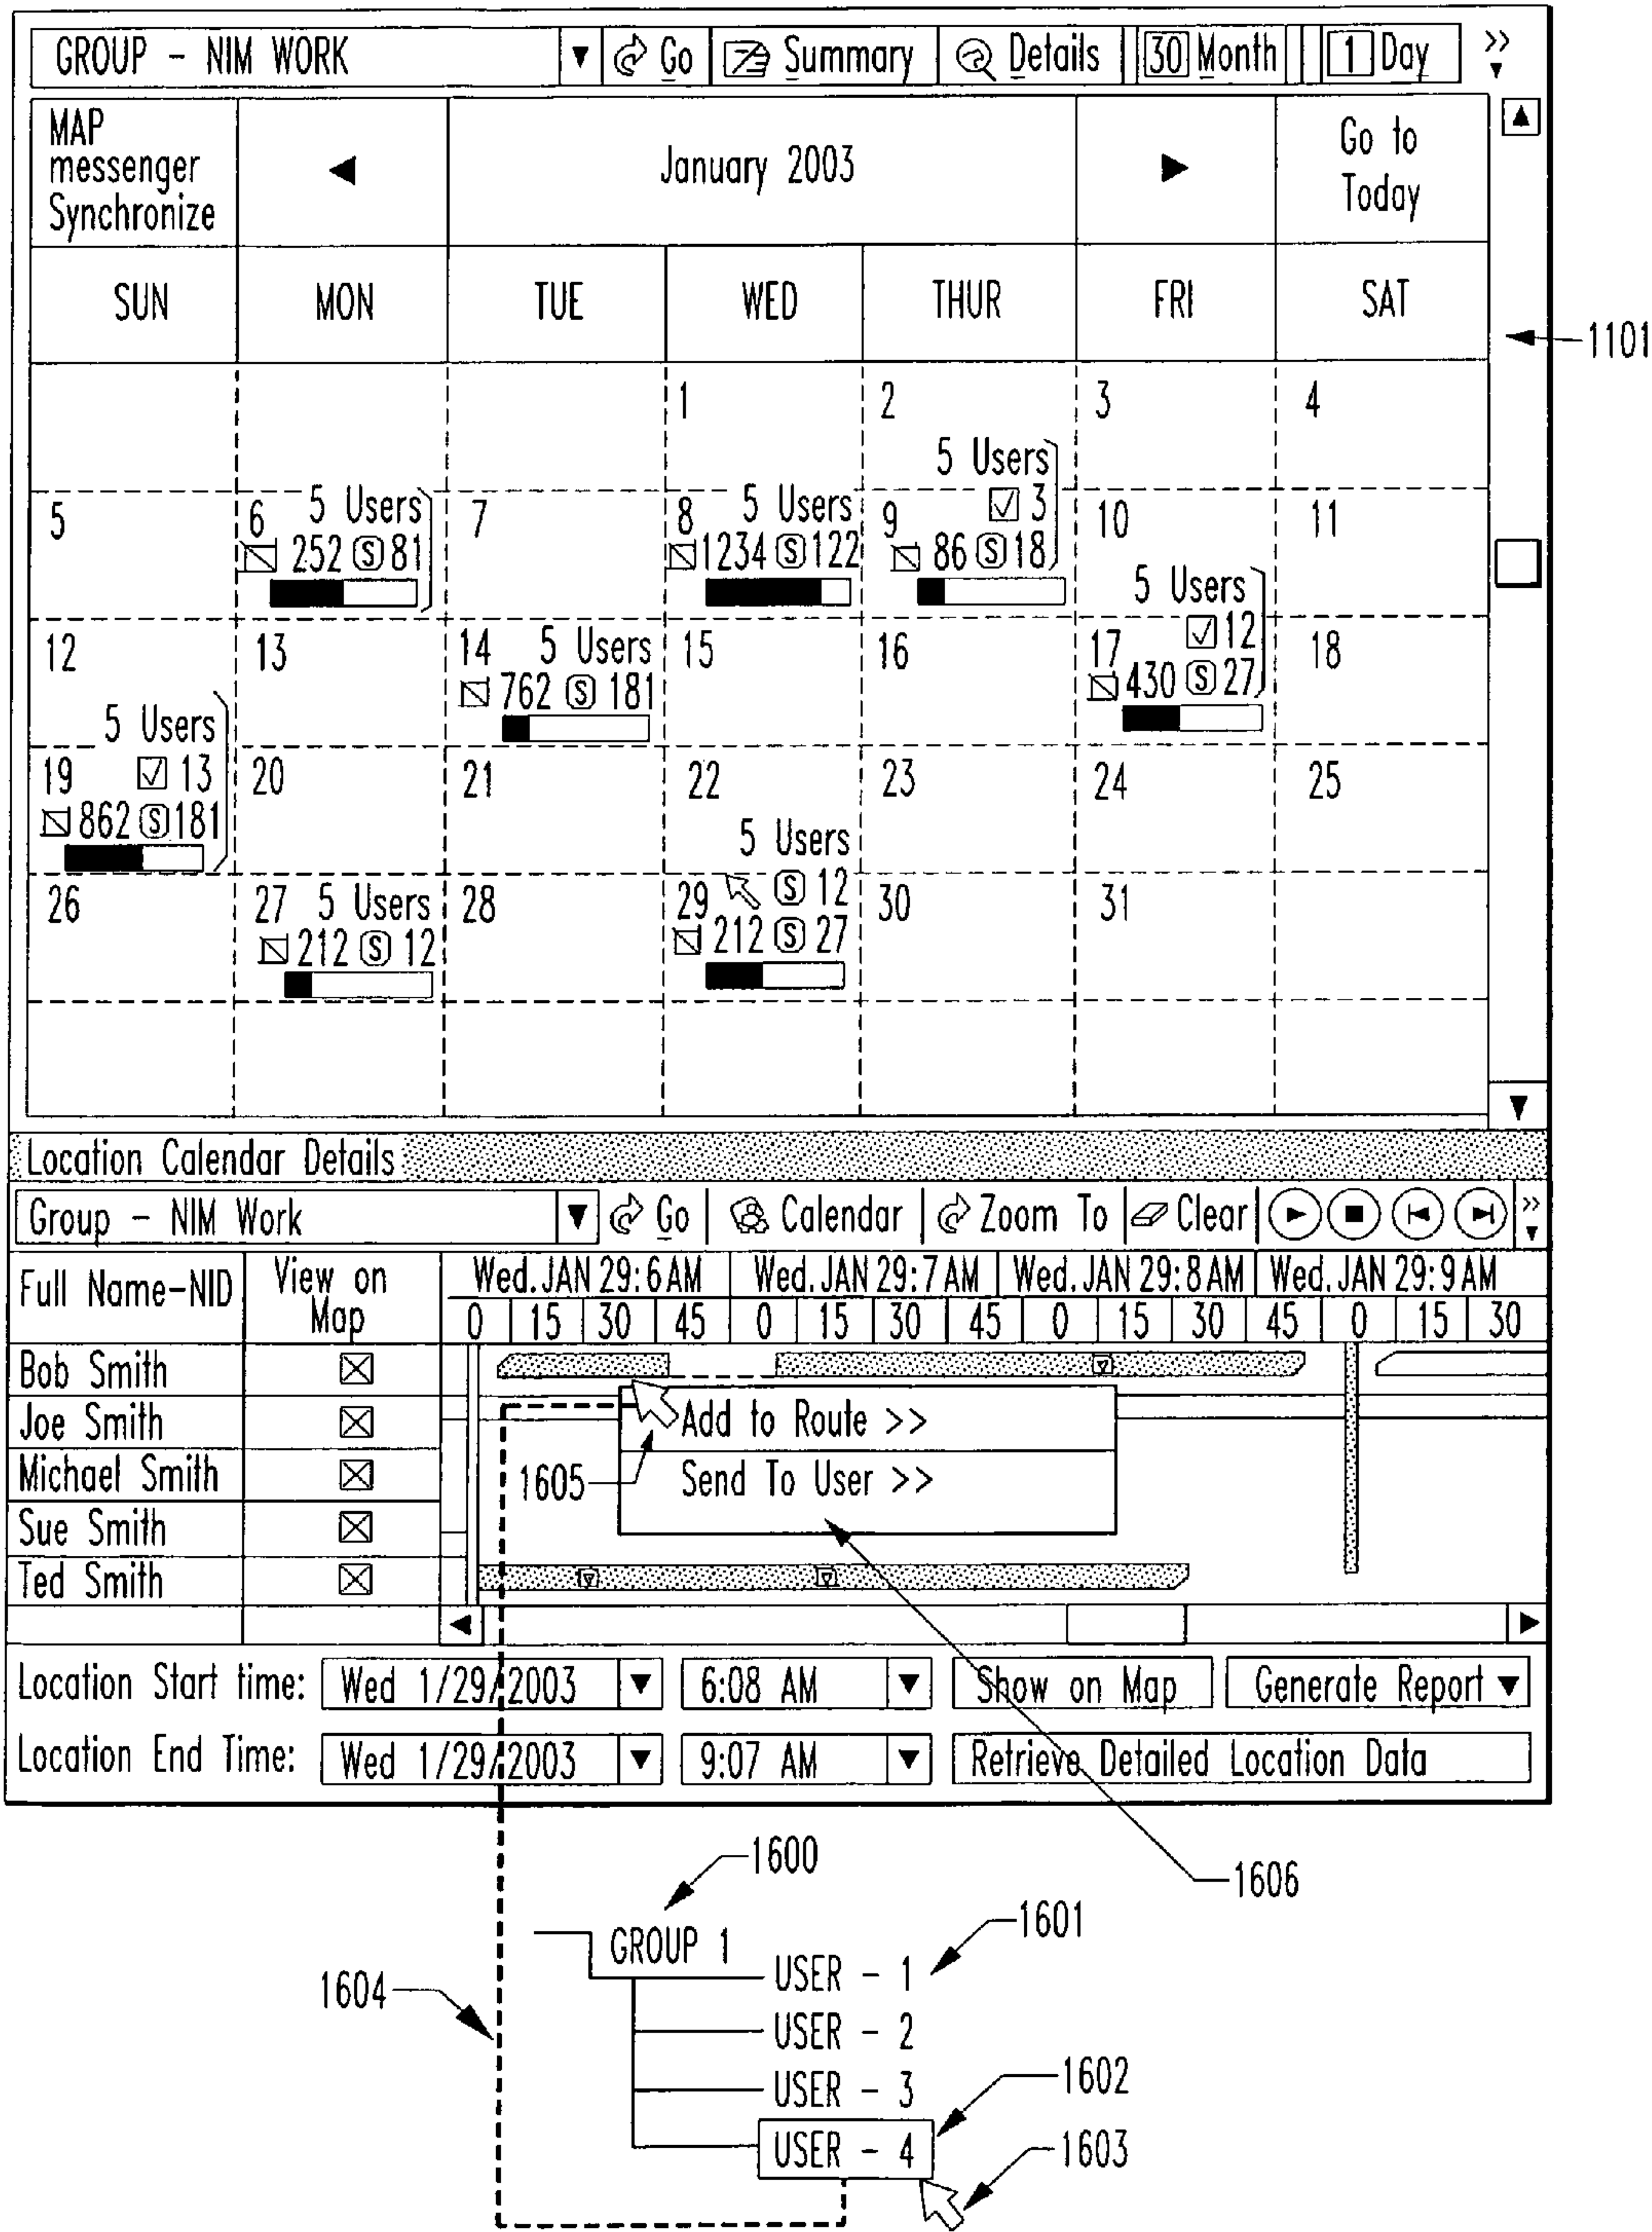 GROUP - NIM WORK Go Summary Details 30 Month 1 Day >>
MAP messenger Synchronize January 2003 Go to Today
SUN MON TUE WED THUR FRI SAT
1101
1 2 3 4
5 Users
5 6 5 Users 7 8 5 Users 9 3 10 11
252 S 81 1234 S 122 86 S 18
5 Users
12 13 14 5 Users 15 16 17 12 18
762 S 181 430 S 27
5 Users
19 13 20 21 22 23 24 25
862 S 181
5 Users
26 27 5 Users 28 29 S 12 30 31
212 S 12 212 S 27
Location Calendar Details
Group - NIM Work Go Calendar Zoom To Clear >>
Full Name-NID View on Map Wed. JAN 29:6 AM Wed. JAN 29:7 AM Wed. JAN 29:8 AM Wed. JAN 29:9 AM
0 15 30 45 0 15 30 45 0 15 30 45 0 15 30
Bob Smith
Joe Smith Add to Route >>
Michael Smith 1605 Send To User >>
Sue Smith
Ted Smith
Location Start time: Wed 1/29/2003 6:08 AM Show on Map Generate Report
Location End Time: Wed 1/29/2003 9:07 AM Retrieve Detailed Location Data
1600
1606
GROUP 1 1601
1604 USER - 1
USER - 2
USER - 3 1602
USER - 4 1603